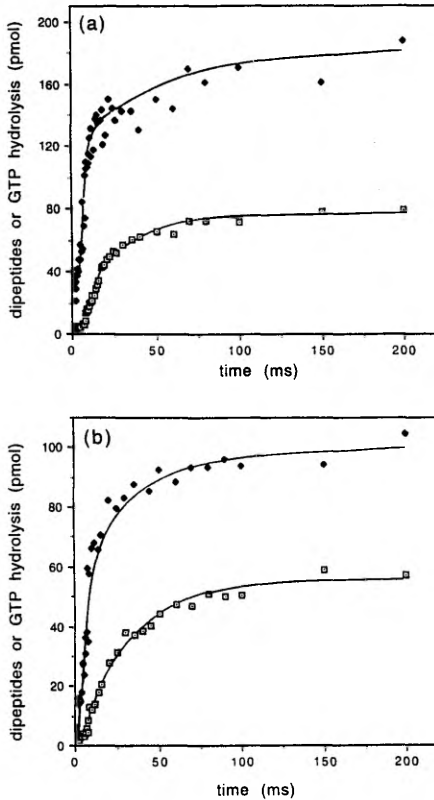 (a)
dipeptides or GTP hydrolysis (pmol)
200
160
120
80
40
0
0 50 100 150 200
time (ms)
(b)
dipeptides or GTP hydrolysis (pmol)
100
80
60
40
20
0
0 50 100 150 200
time (ms)